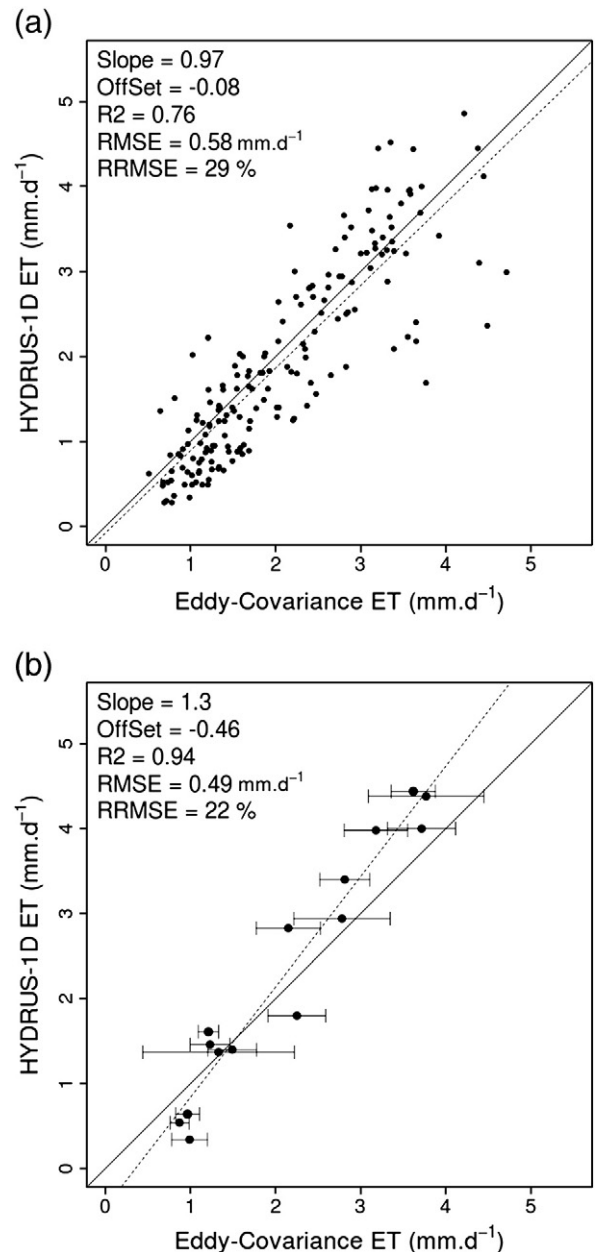 (a)
Slope = 0.97
OffSet = -0.08
R2 = 0.76
RMSE = 0.58 mm.d⁻¹
RRMSE = 29 %
5
4
3
2
1
0
HYDRUS-1D ET (mm.d⁻¹)
0 1 2 3 4 5
Eddy-Covariance ET (mm.d⁻¹)
(b)
Slope = 1.3
OffSet = -0.46
R2 = 0.94
RMSE = 0.49 mm.d⁻¹
RRMSE = 22 %
5
4
3
2
1
0
HYDRUS-1D ET (mm.d⁻¹)
0 1 2 3 4 5
Eddy-Covariance ET (mm.d⁻¹)